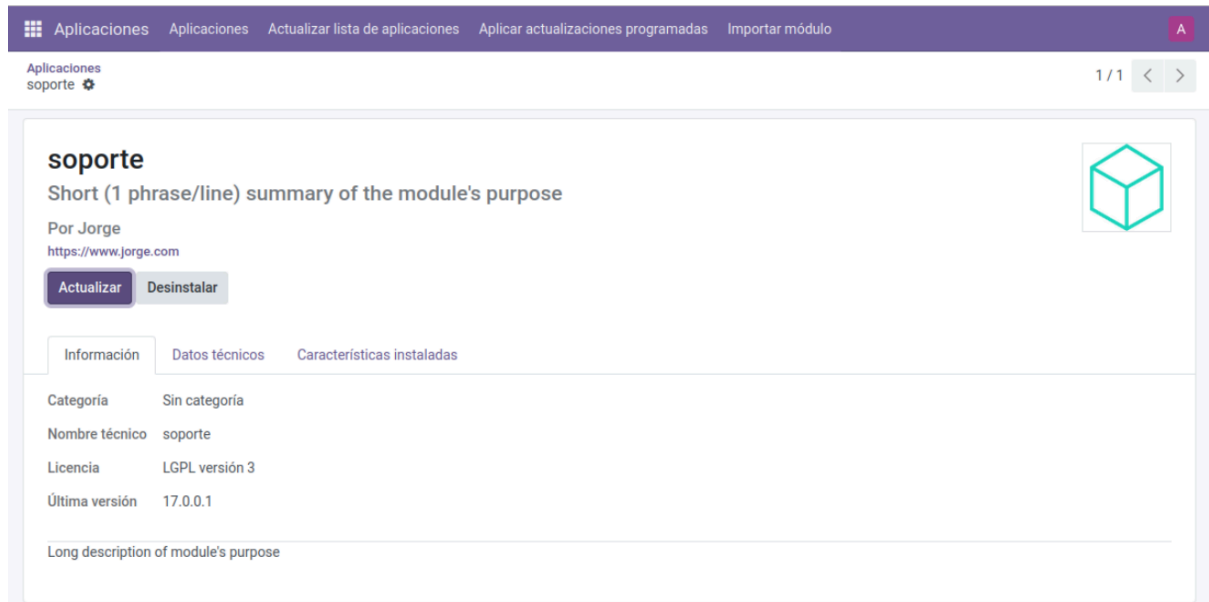 Aplicaciones Aplicaciones Actualizar lista de aplicaciones Aplicar actualizaciones programadas Importar módulo A
Aplicaciones
soporte 1 / 1
soporte
Short (1 phrase/line) summary of the module's purpose
Por Jorge
https://www.jorge.com
Actualizar Desinstalar
Información Datos técnicos Características instaladas
Categoría Sin categoría
Nombre técnico soporte
Licencia LGPL versión 3
Última versión 17.0.0.1
Long description of module's purpose